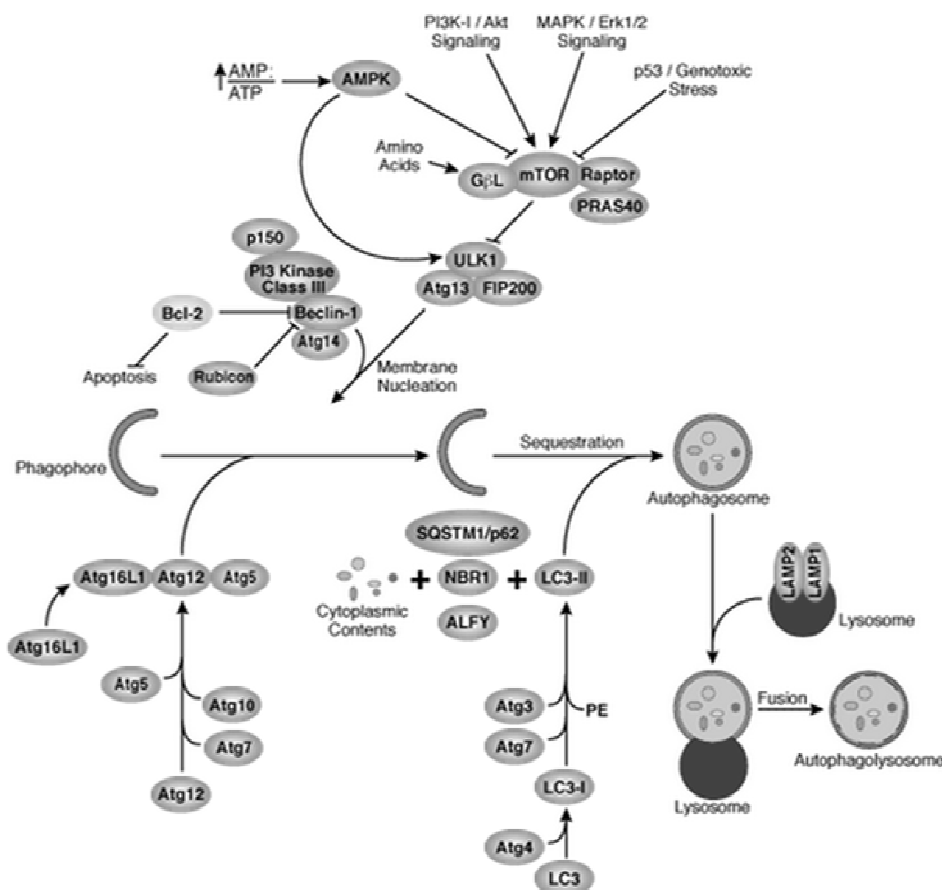 PI3K-I / Akt
Signaling
MAPK / Erk1/2
Signaling
p53 / Genotoxic
Stress
AMP:
ATP
AMPK
Amino
Acids
GβL
mTOR
Raptor
PRAS40
p150
PI3 Kinase
Class III
ULK1
Atg13
FIP200
Bcl-2
Beclin-1
Atg14
Apoptosis
Rubicon
Membrane
Nucleation
Phagophore
Sequestration
Autophagosome
SQSTM1/p62
Atg16L1
Atg12
Atg5
+
NBR1
+
LC3-II
Cytoplasmic
Contents
ALFY
LAMP2
LAMP1
Lysosome
Atg16L1
Atg5
Atg10
Atg7
Atg12
Atg3
PE
Atg7
LC3-I
Atg4
LC3
Fusion
Lysosome
Autophagolysosome